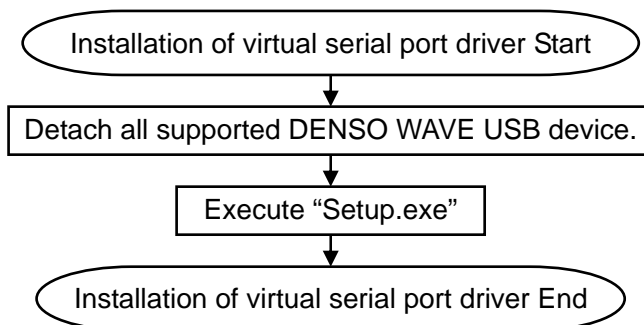 Installation of virtual serial port driver Start
Detach all supported DENSO WAVE USB device.
Execute “Setup.exe”
Installation of virtual serial port driver End